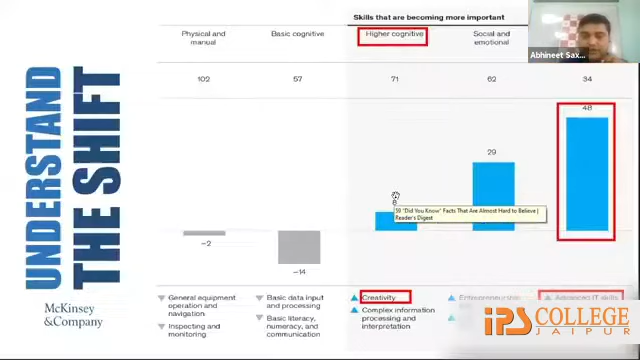 Skills that are becoming more important
Physical and manual
Basic cognitive
Higher cognitive
Social and emotional
Abhineet Sax...
102
57
71
62
34
UNDERSTAND
THE SHIFT
48
29
59 "Did You Know" Facts That Are Almost Hard to Believe |
Reader's Digest
−2
−14
McKinsey
&Company
General equipment
operation and
navigation
Inspecting and
monitoring
Basic data input
and processing
Basic literacy,
numeracy, and
communication
Creativity
Complex information
processing and
interpretation
Entrepreneurship
Advanced IT skills
iPS COLLEGE
JAIPUR